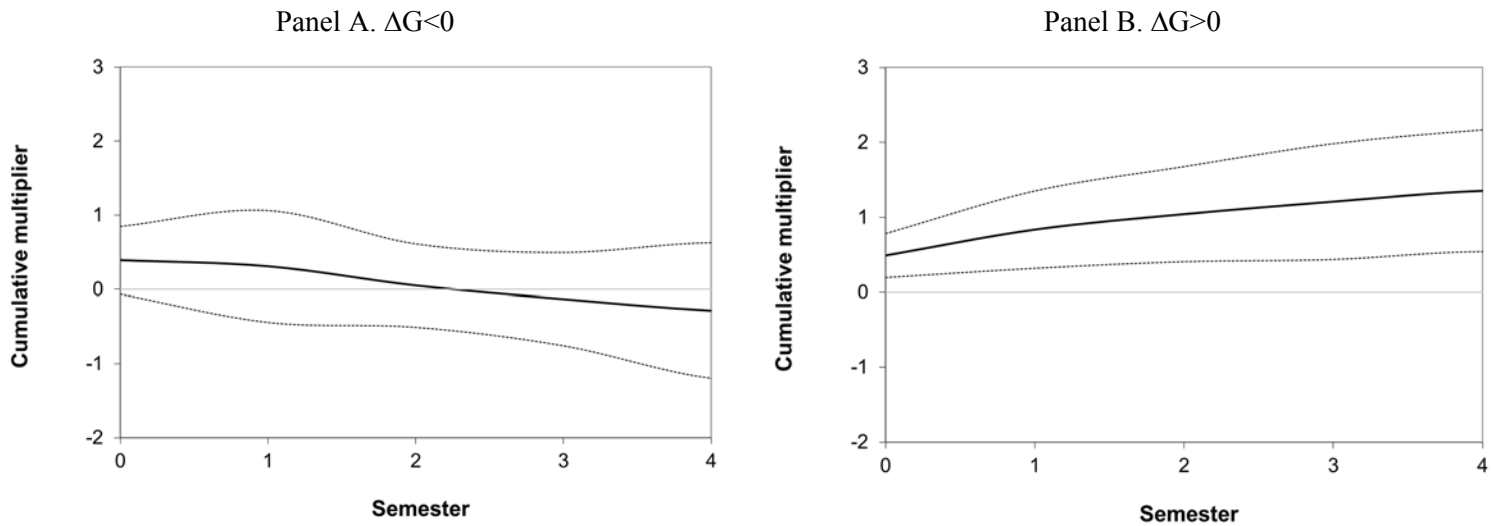 Panel A. ΔG<0
Cumulative multiplier
3
2
1
0
-1
-2
0 1 2 3 4
Semester
Panel B. ΔG>0
Cumulative multiplier
3
2
1
0
-1
-2
0 1 2 3 4
Semester